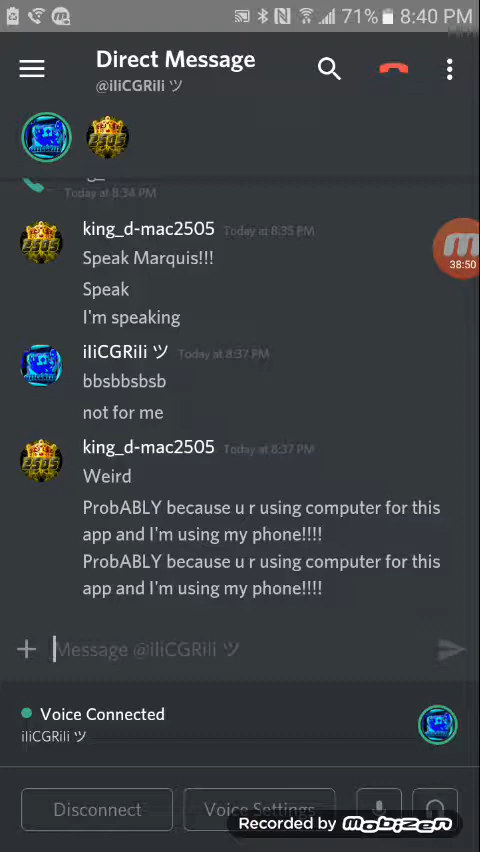 71% 8:40 PM
Direct Message
@iliCGRili ツ
Today at 8:34 PM
king_d-mac2505 Today at 8:35 PM
Speak Marquis!!!
38:50
Speak
I'm speaking
iliCGRili ツ Today at 8:37 PM
bbsbbsbsb
not for me
king_d-mac2505 Today at 8:37 PM
Weird
ProbABLY because u r using computer for this
app and I'm using my phone!!!!
ProbABLY because u r using computer for this
app and I'm using my phone!!!!
Message @iliCGRili ツ
Voice Connected
iliCGRili ツ
Disconnect Voice Settings
Recorded by mobizen